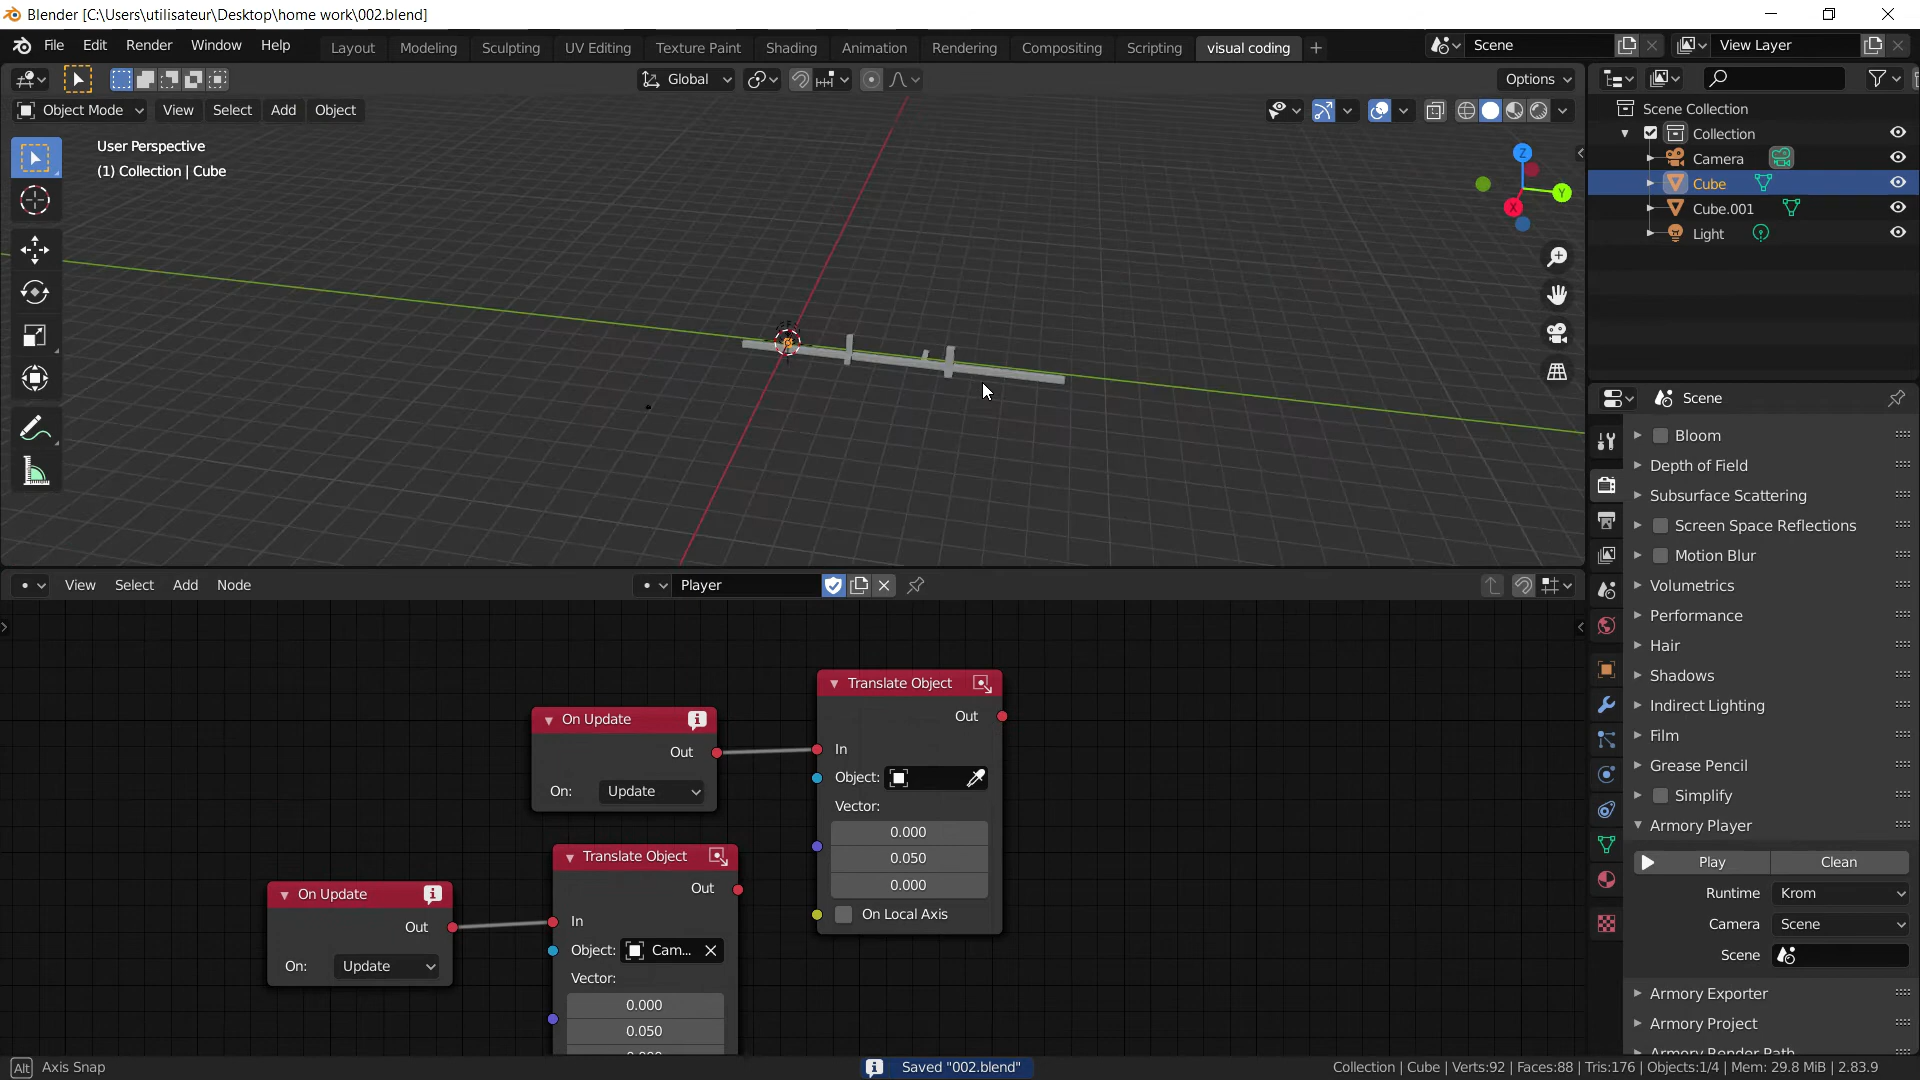 Blender [C:\Users\utilisateur\Desktop\home work\002.blend]
File Edit Render Window Help
Layout Modeling Sculpting UV Editing Texture Paint Shading Animation Rendering Compositing Scripting visual coding +
Scene
View Layer
Global
Options
Object Mode View Select Add Object
User Perspective
(1) Collection | Cube
Z
Y
X
Scene Collection
Collection
Camera
Cube
Cube.001
Light
Scene
Bloom
Depth of Field
Subsurface Scattering
Screen Space Reflections
Motion Blur
Volumetrics
Performance
Hair
Shadows
Indirect Lighting
Film
Grease Pencil
Simplify
Armory Player
Play Clean
Runtime Krom
Camera Scene
Scene
Armory Exporter
Armory Project
Armory Render Path
View Select Add Node
Player
On Update
Out
On: Update
Translate Object
Out
In
Object:
Vector:
0.000
0.050
0.000
On Local Axis
On Update
Out
On: Update
Translate Object
Out
In
Object: Cam...
Vector:
0.000
0.050
Alt Axis Snap
Saved "002.blend"
Collection | Cube | Verts:92 | Faces:88 | Tris:176 | Objects:1/4 | Mem: 29.8 MiB | 2.83.9